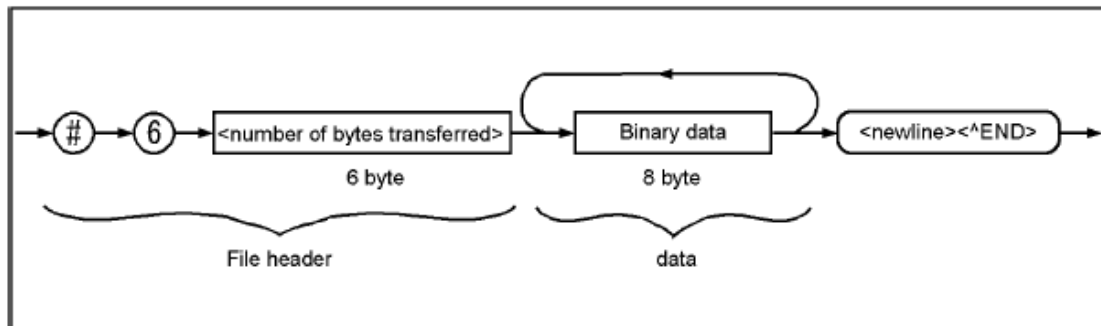 # 6 <number of bytes transferred> Binary data <newline><^END>
6 byte 8 byte
File header data